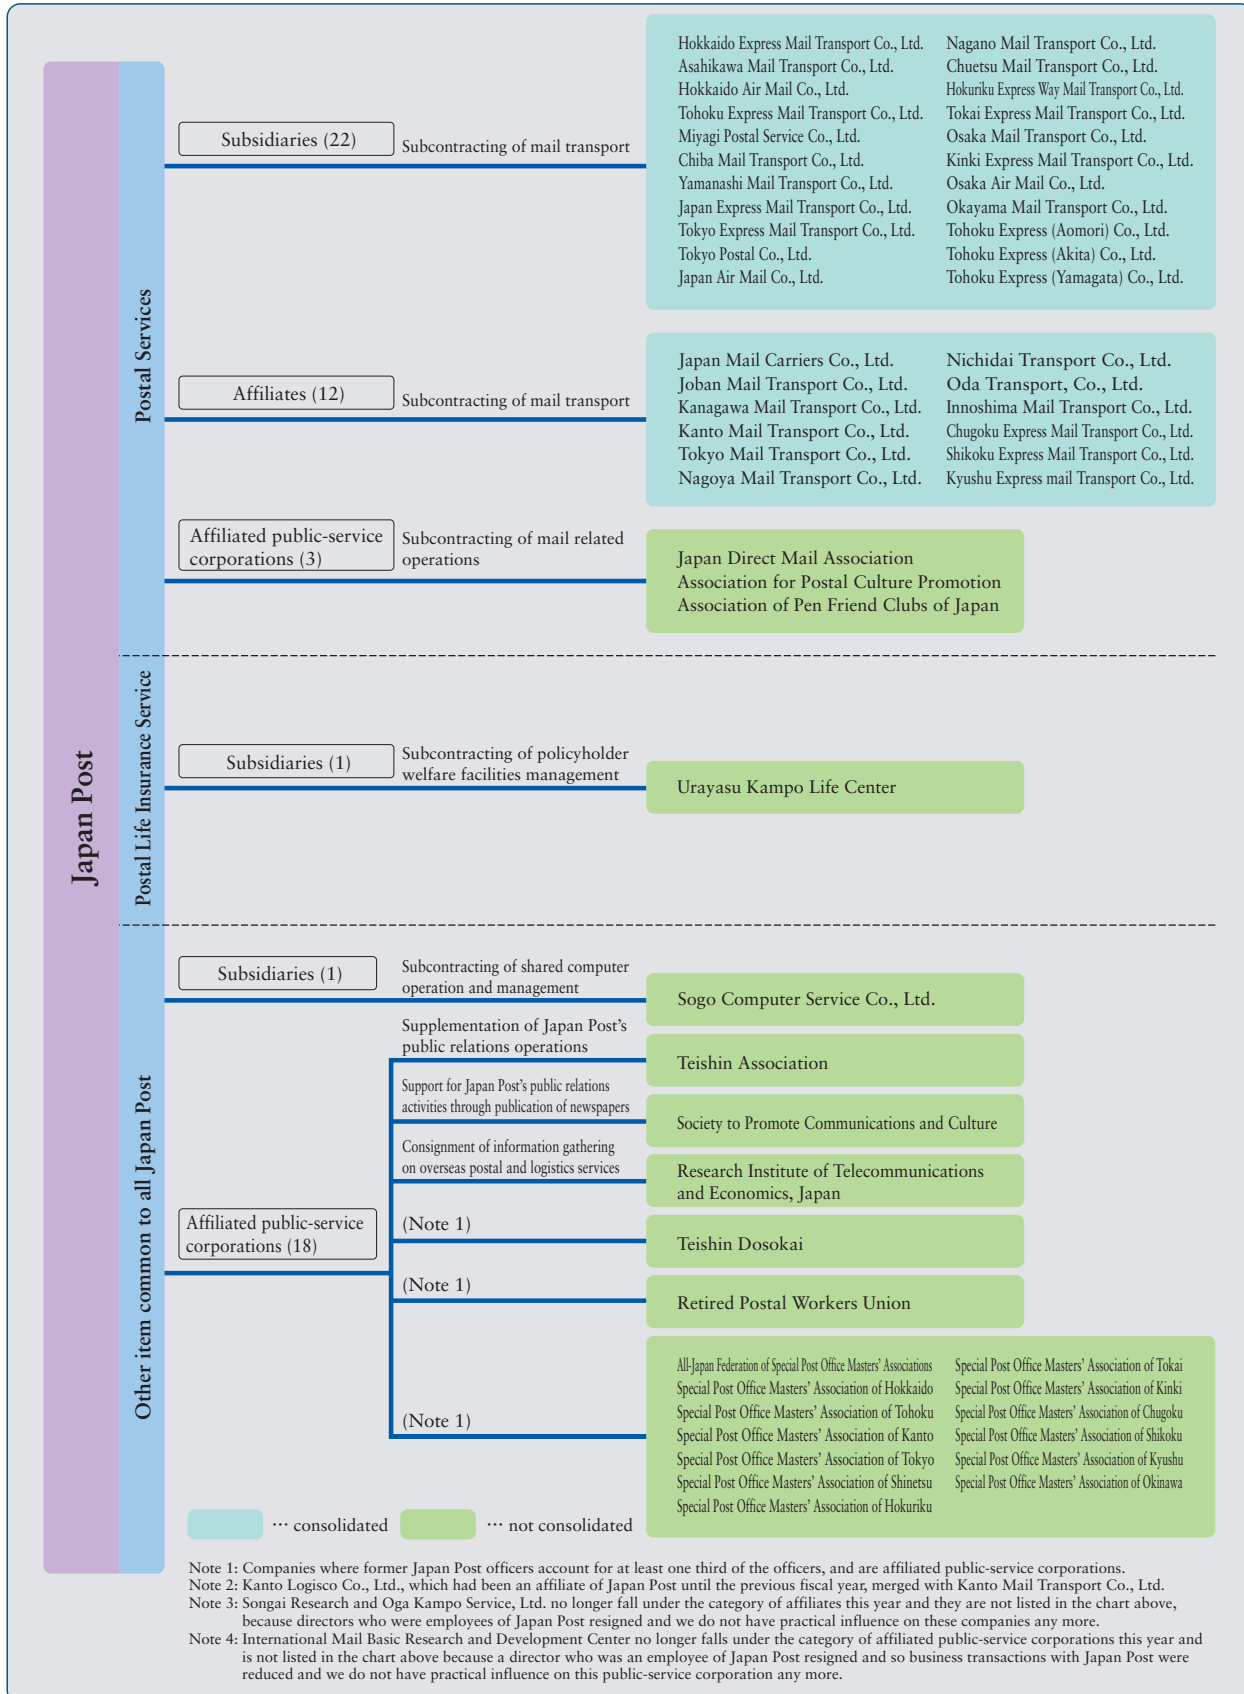 Japan Post
Postal Services
Subsidiaries (22)
Subcontracting of mail transport
Hokkaido Express Mail Transport Co., Ltd.
Asahikawa Mail Transport Co., Ltd.
Hokkaido Air Mail Co., Ltd.
Tohoku Express Mail Transport Co., Ltd.
Miyagi Postal Service Co., Ltd.
Chiba Mail Transport Co., Ltd.
Yamanashi Mail Transport Co., Ltd.
Japan Express Mail Transport Co., Ltd.
Tokyo Express Mail Transport Co., Ltd.
Tokyo Postal Co., Ltd.
Japan Air Mail Co., Ltd.
Nagano Mail Transport Co., Ltd.
Chuetsu Mail Transport Co., Ltd.
Hokuriku Express Way Mail Transport Co., Ltd.
Tokai Express Mail Transport Co., Ltd.
Osaka Mail Transport Co., Ltd.
Kinki Express Mail Transport Co., Ltd.
Osaka Air Mail Co., Ltd.
Okayama Mail Transport Co., Ltd.
Tohoku Express (Aomori) Co., Ltd.
Tohoku Express (Akita) Co., Ltd.
Tohoku Express (Yamagata) Co., Ltd.
Affiliates (12)
Subcontracting of mail transport
Japan Mail Carriers Co., Ltd.
Joban Mail Transport Co., Ltd.
Kanagawa Mail Transport Co., Ltd.
Kanto Mail Transport Co., Ltd.
Tokyo Mail Transport Co., Ltd.
Nagoya Mail Transport Co., Ltd.
Nichidai Transport Co., Ltd.
Oda Transport, Co., Ltd.
Innoshima Mail Transport Co., Ltd.
Chugoku Express Mail Transport Co., Ltd.
Shikoku Express Mail Transport Co., Ltd.
Kyushu Express mail Transport Co., Ltd.
Affiliated public-service
corporations (3)
Subcontracting of mail related
operations
Japan Direct Mail Association
Association for Postal Culture Promotion
Association of Pen Friend Clubs of Japan
Postal Life Insurance Service
Subsidiaries (1)
Subcontracting of policyholder
welfare facilities management
Urayasu Kampo Life Center
Other item common to all Japan Post
Subsidiaries (1)
Subcontracting of shared computer
operation and management
Sogo Computer Service Co., Ltd.
Affiliated public-service
corporations (18)
Supplementation of Japan Post's
public relations operations
Teishin Association
Support for Japan Post's public relations
activities through publication of newspapers
Society to Promote Communications and Culture
Consignment of information gathering
on overseas postal and logistics services
Research Institute of Telecommunications
and Economics, Japan
(Note 1)
Teishin Dosokai
(Note 1)
Retired Postal Workers Union
(Note 1)
All-Japan Federation of Special Post Office Masters' Associations
Special Post Office Masters' Association of Hokkaido
Special Post Office Masters' Association of Tohoku
Special Post Office Masters' Association of Kanto
Special Post Office Masters' Association of Tokyo
Special Post Office Masters' Association of Shinetsu
Special Post Office Masters' Association of Hokuriku
Special Post Office Masters' Association of Tokai
Special Post Office Masters' Association of Kinki
Special Post Office Masters' Association of Chugoku
Special Post Office Masters' Association of Shikoku
Special Post Office Masters' Association of Kyushu
Special Post Office Masters' Association of Okinawa
··· consolidated
··· not consolidated
Note 1: Companies where former Japan Post officers account for at least one third of the officers, and are affiliated public-service corporations.
Note 2: Kanto Logisco Co., Ltd., which had been an affiliate of Japan Post until the previous fiscal year, merged with Kanto Mail Transport Co., Ltd.
Note 3: Songai Research and Oga Kampo Service, Ltd. no longer fall under the category of affiliates this year and they are not listed in the chart above,
because directors who were employees of Japan Post resigned and we do not have practical influence on these companies any more.
Note 4: International Mail Basic Research and Development Center no longer falls under the category of affiliated public-service corporations this year and
is not listed in the chart above because a director who was an employee of Japan Post resigned and so business transactions with Japan Post were
reduced and we do not have practical influence on this public-service corporation any more.